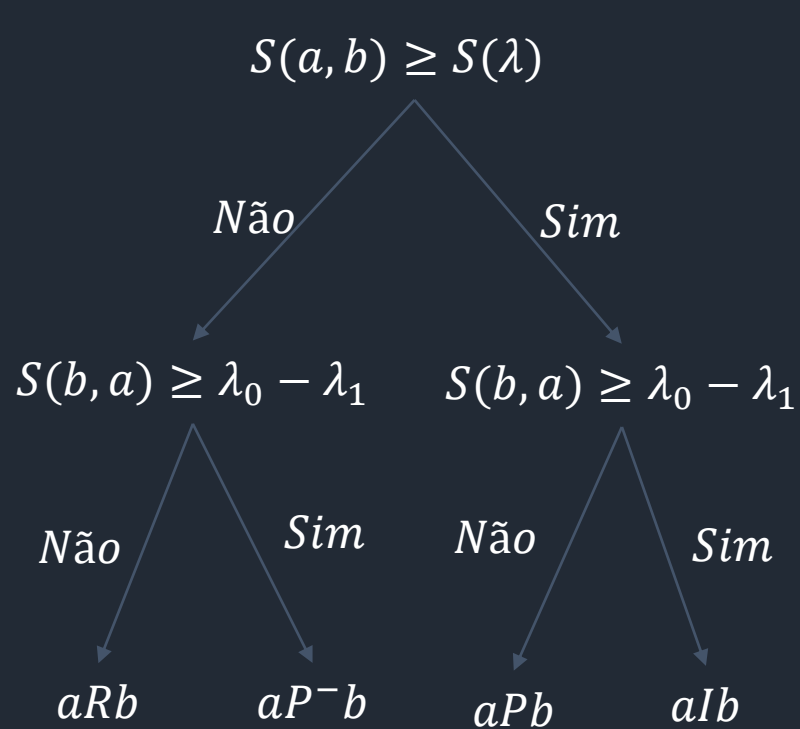 S(a, b) ≥ S(λ)
Não Sim
S(b, a) ≥ λ₀ − λ₁ S(b, a) ≥ λ₀ − λ₁
Não Sim Não Sim
aRb aP⁻b aPb aIb